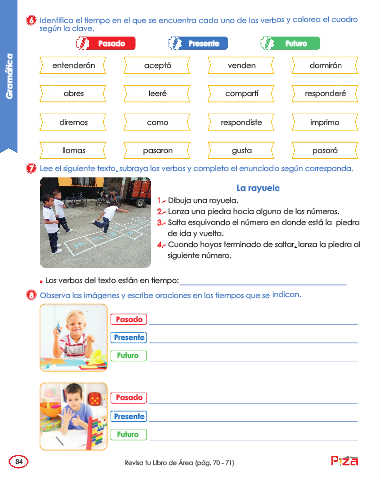 6 Identifica el tiempo en el que se encuentra cada uno de los verbos y colorea el cuadro
según la clave.
Pasado Presente Futuro
entenderán aceptó venden dormirán
abres leeré compartí responderé
diremos como respondiste imprimo
llamas pasaron gusta pasará
7 Lee el siguiente texto, subraya los verbos y completa el enunciado según corresponda.
La rayuela
1.- Dibuja una rayuela.
2.- Lanza una piedra hacia alguno de los números.
3.- Salta esquivando el número en donde está la piedra
de ida y vuelta.
4.- Cuando hayas terminado de saltar, lanza la piedra al
siguiente número.
• Los verbos del texto están en tiempo:
8 Observa las imágenes y escribe oraciones en los tiempos que se indican.
Pasado
Presente
Futuro
Pasado
Presente
Futuro
84
Revisa tu Libro de Área (pág. 70 - 71)
Gramática